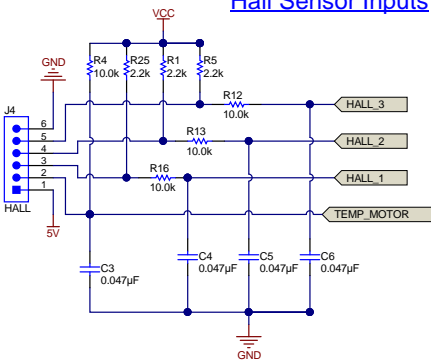 Hall Sensor Inputs
VCC
GND
R4
10.0k
R25
2.2k
R1
2.2k
R5
2.2k
J4
R12
10.0k
HALL_3
6
5
4
3
2
1
R13
10.0k
HALL_2
R16
10.0k
HALL_1
HALL
5V
TEMP_MOTOR
C3
0.047µF
C4
0.047µF
C5
0.047µF
C6
0.047µF
GND